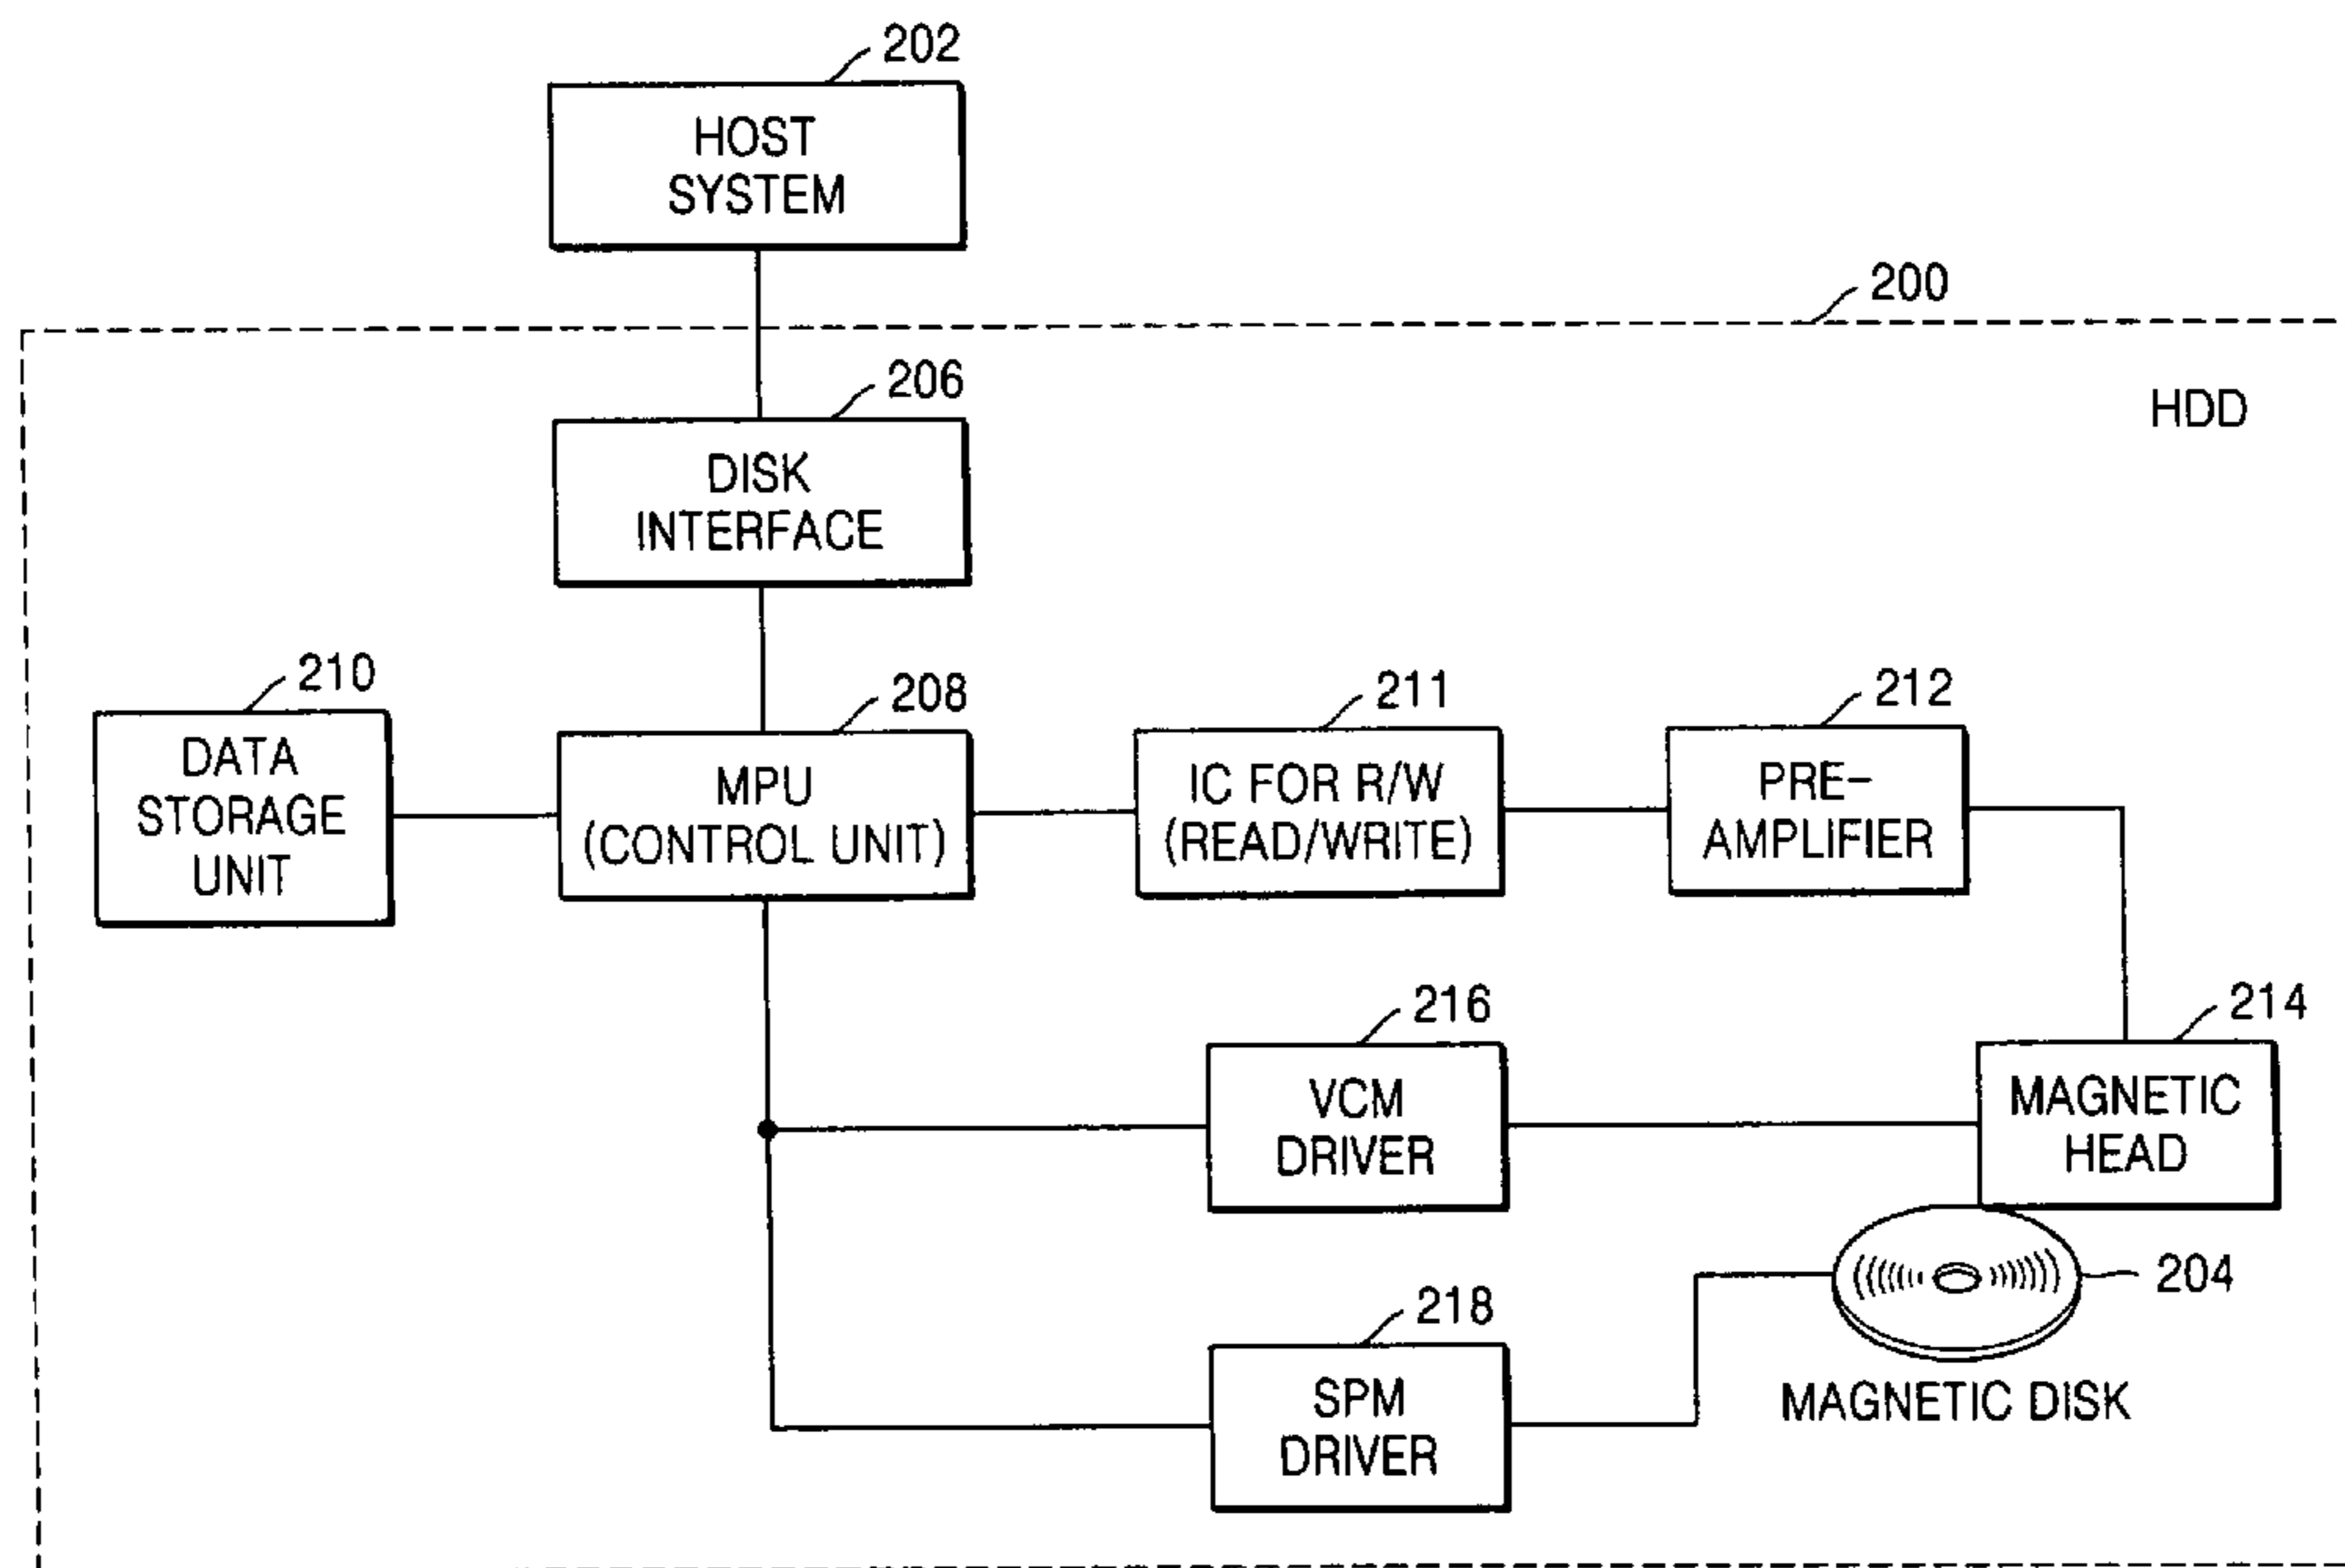 202
HOST
SYSTEM
200
206
HDD
DISK
INTERFACE
210
208
211
212
DATA
STORAGE
UNIT
MPU
(CONTROL UNIT)
IC FOR R/W
(READ/WRITE)
PRE-
AMPLIFIER
216
214
VCM
DRIVER
MAGNETIC
HEAD
204
218
SPM
DRIVER
MAGNETIC DISK